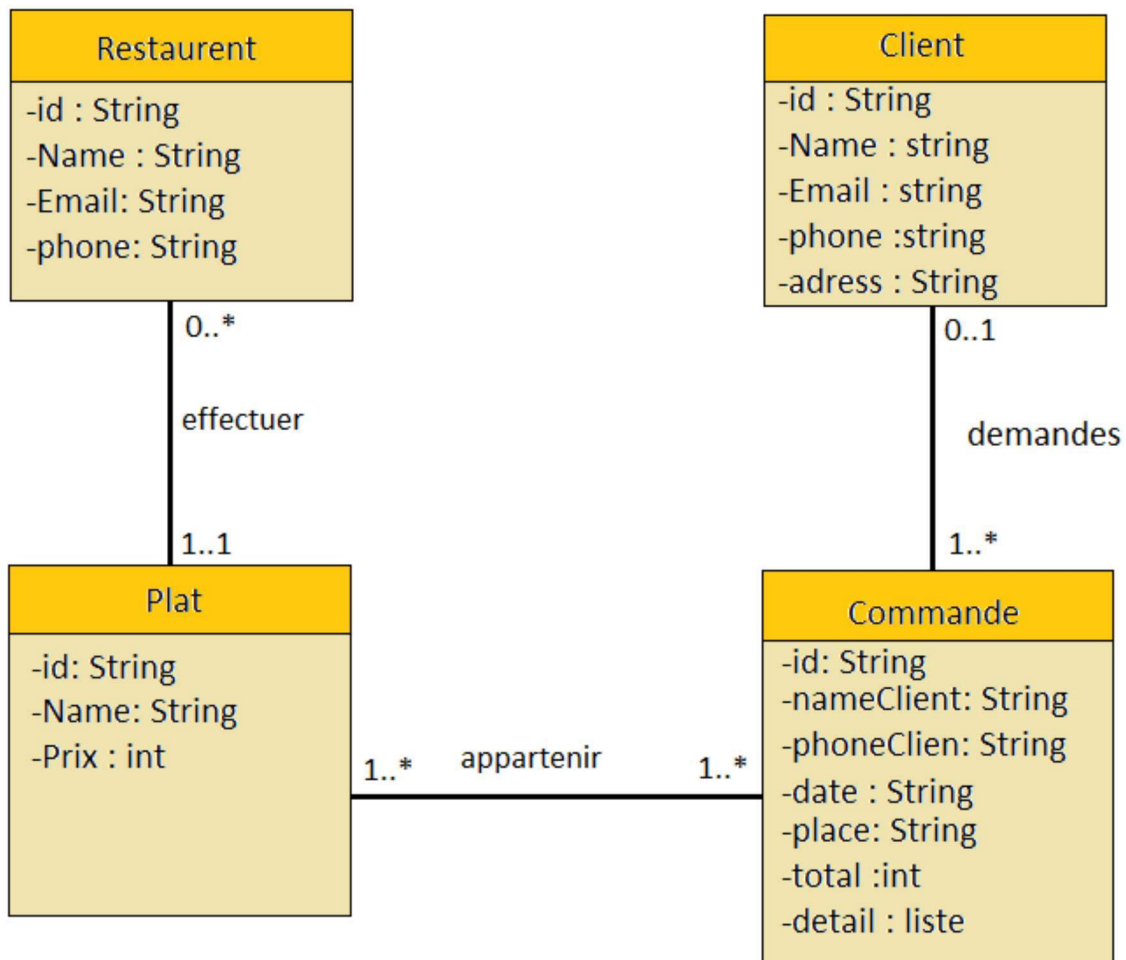 Restaurent
-id : String
-Name : String
-Email: String
-phone: String
Client
-id : String
-Name : string
-Email : string
-phone :string
-adress : String
0..*
effectuer
1..1
0..1
demandes
1..*
Plat
-id: String
-Name: String
-Prix : int
1..*
appartenir
1..*
Commande
-id: String
-nameClient: String
-phoneClien: String
-date : String
-place: String
-total :int
-detail : liste